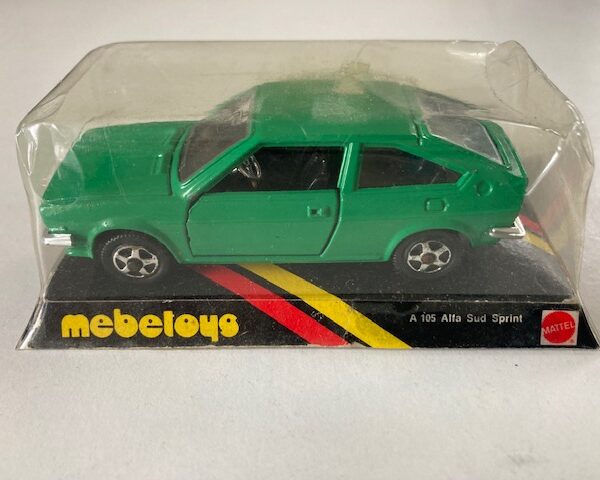 mebetoys
A 105 Alfa Sud Sprint
MATTEL